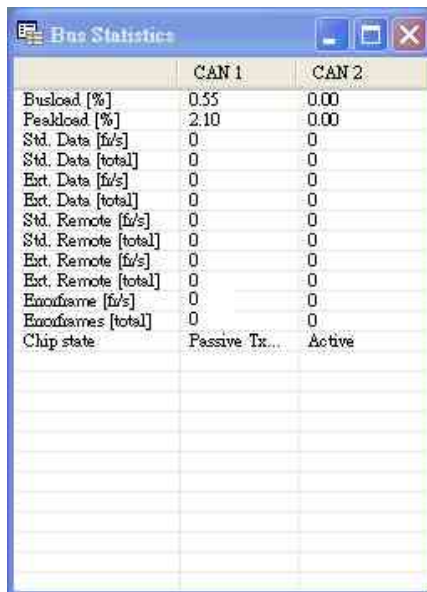 Bus Statistics
CAN 1 CAN 2
Busload [%] 0.55 0.00
Peakload [%] 2.10 0.00
Std. Data [fr/s] 0 0
Std. Data [total] 0 0
Ext. Data [fr/s] 0 0
Ext. Data [total] 0 0
Std. Remote [fr/s] 0 0
Std. Remote [total] 0 0
Ext. Remote [fr/s] 0 0
Ext. Remote [total] 0 0
Errorframe [fr/s] 0 0
Errorframes [total] 0 0
Chip state Passive Tx... Active